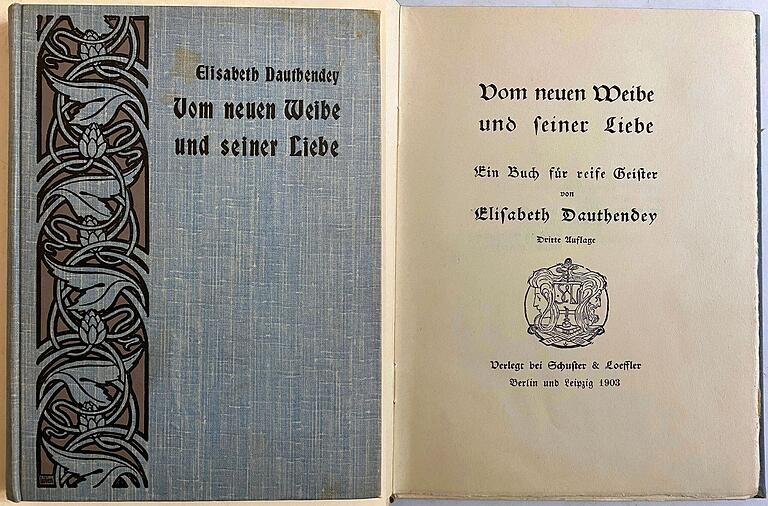 Elisabeth Dauthendey
Vom neuen Weibe
und seiner Liebe
Vom neuen Weibe
und ſeiner Liebe
Ein Buch für reife Geiſter
von
Eliſabeth Dauthendey
Dritte Auflage
Verlegt bei Schuſter & Loeffler
Berlin und Leipzig 1903